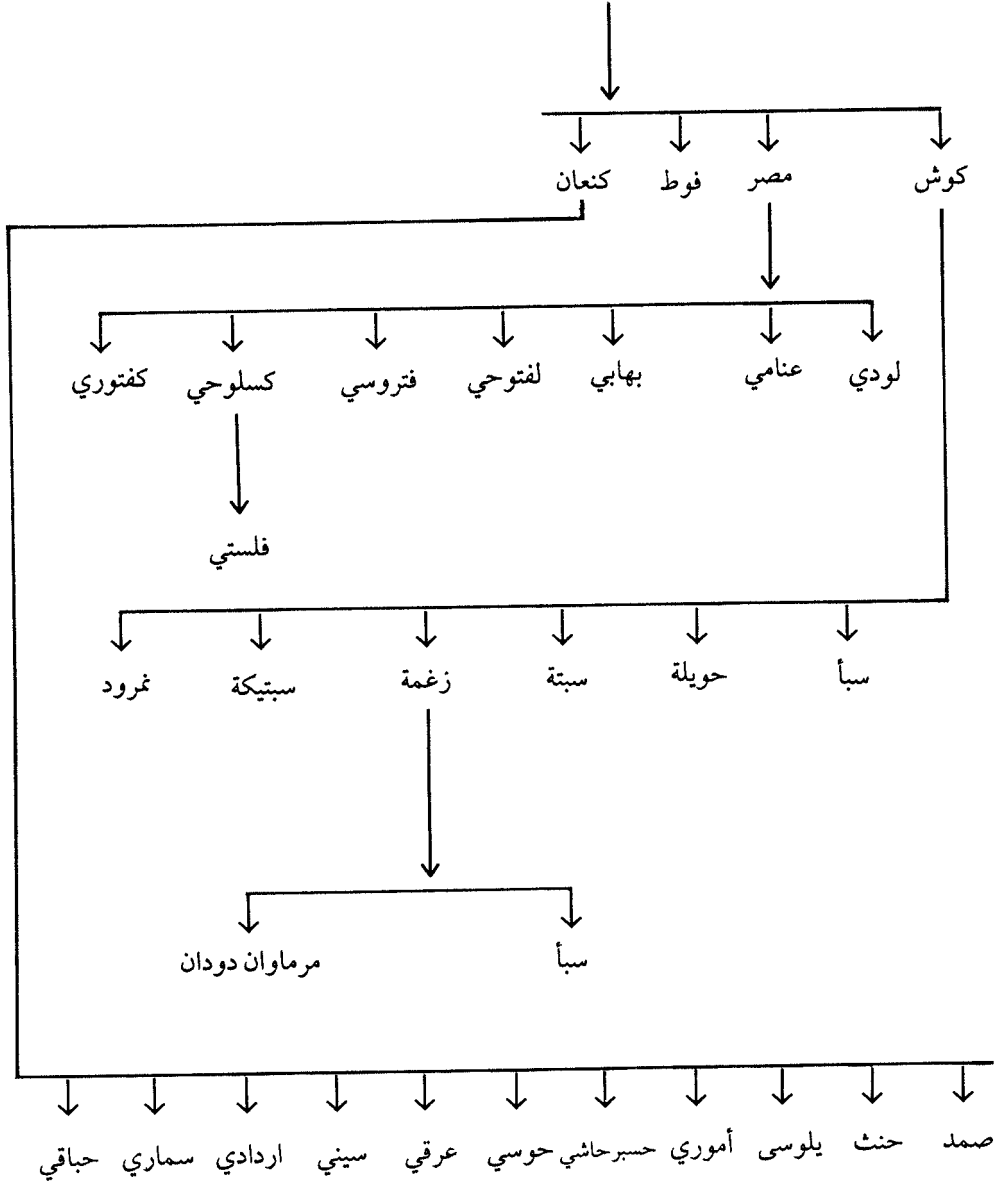 كوش مصر فوط كنعان
لودي عنامي بهابي لفتوحي فتروسي كسلوحي كفتوري
فلستي
سبأ حويلة سبتة زغمة سبتيكة نمرود
سبأ مرماوان دودان
صمد حنث يلوسى أموري حسبرحاشي حوسي عرقي سيني اردادي سماري حباقي